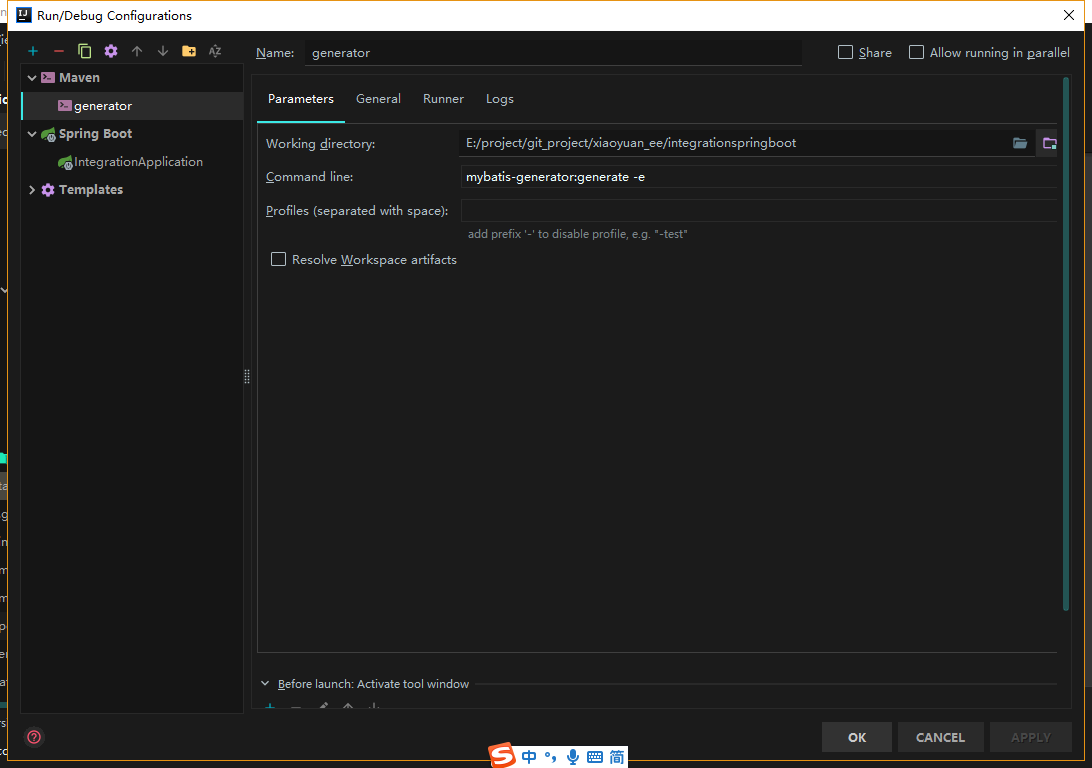 Run/Debug Configurations
Name: generator
Share
Allow running in parallel
Maven
generator
Spring Boot
IntegrationApplication
Templates
Parameters General Runner Logs
Working directory: E:/project/git_project/xiaoyuan_ee/integrationspringboot
Command line: mybatis-generator:generate -e
Profiles (separated with space):
add prefix '-' to disable profile, e.g. "-test"
Resolve Workspace artifacts
Before launch: Activate tool window
OK CANCEL APPLY
中 简